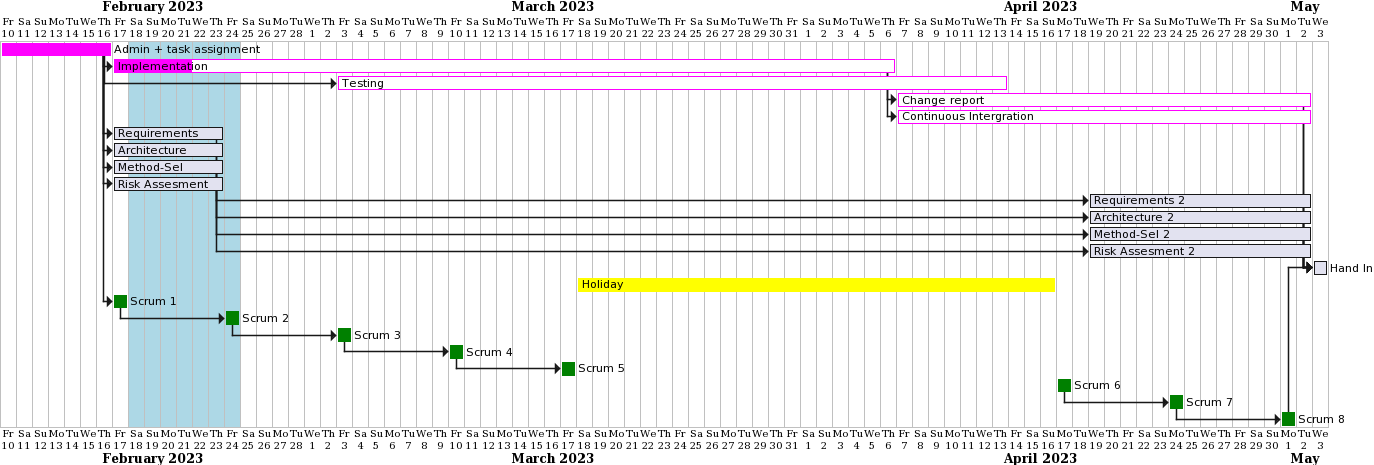 February 2023 March 2023 April 2023 May
Fr Sa Su Mo Tu We Th Fr Sa Su Mo Tu We Th Fr Sa Su Mo Tu We Th Fr Sa Su Mo Tu We Th Fr Sa Su Mo Tu We Th Fr Sa Su Mo Tu We Th Fr Sa Su Mo Tu We Th Fr Sa Su Mo Tu We Th Fr Sa Su Mo Tu We Th Fr Sa Su Mo Tu We Th Fr Sa Su Mo Tu We Th Fr Sa Su Mo Tu We
10 11 12 13 14 15 16 17 18 19 20 21 22 23 24 25 26 27 28 1 2 3 4 5 6 7 8 9 10 11 12 13 14 15 16 17 18 19 20 21 22 23 24 25 26 27 28 29 30 31 1 2 3 4 5 6 7 8 9 10 11 12 13 14 15 16 17 18 19 20 21 22 23 24 25 26 27 28 29 30 1 2 3
Admin + task assignment
Implementation
Testing
Change report
Continuous Intergration
Requirements
Architecture
Method-Sel
Risk Assesment
Requirements 2
Architecture 2
Method-Sel 2
Risk Assesment 2
Hand In
Holiday
Scrum 1
Scrum 2
Scrum 3
Scrum 4
Scrum 5
Scrum 6
Scrum 7
Scrum 8
Fr Sa Su Mo Tu We Th Fr Sa Su Mo Tu We Th Fr Sa Su Mo Tu We Th Fr Sa Su Mo Tu We Th Fr Sa Su Mo Tu We Th Fr Sa Su Mo Tu We Th Fr Sa Su Mo Tu We Th Fr Sa Su Mo Tu We Th Fr Sa Su Mo Tu We Th Fr Sa Su Mo Tu We Th Fr Sa Su Mo Tu We Th Fr Sa Su Mo Tu We
10 11 12 13 14 15 16 17 18 19 20 21 22 23 24 25 26 27 28 1 2 3 4 5 6 7 8 9 10 11 12 13 14 15 16 17 18 19 20 21 22 23 24 25 26 27 28 29 30 31 1 2 3 4 5 6 7 8 9 10 11 12 13 14 15 16 17 18 19 20 21 22 23 24 25 26 27 28 29 30 1 2 3
February 2023 March 2023 April 2023 May